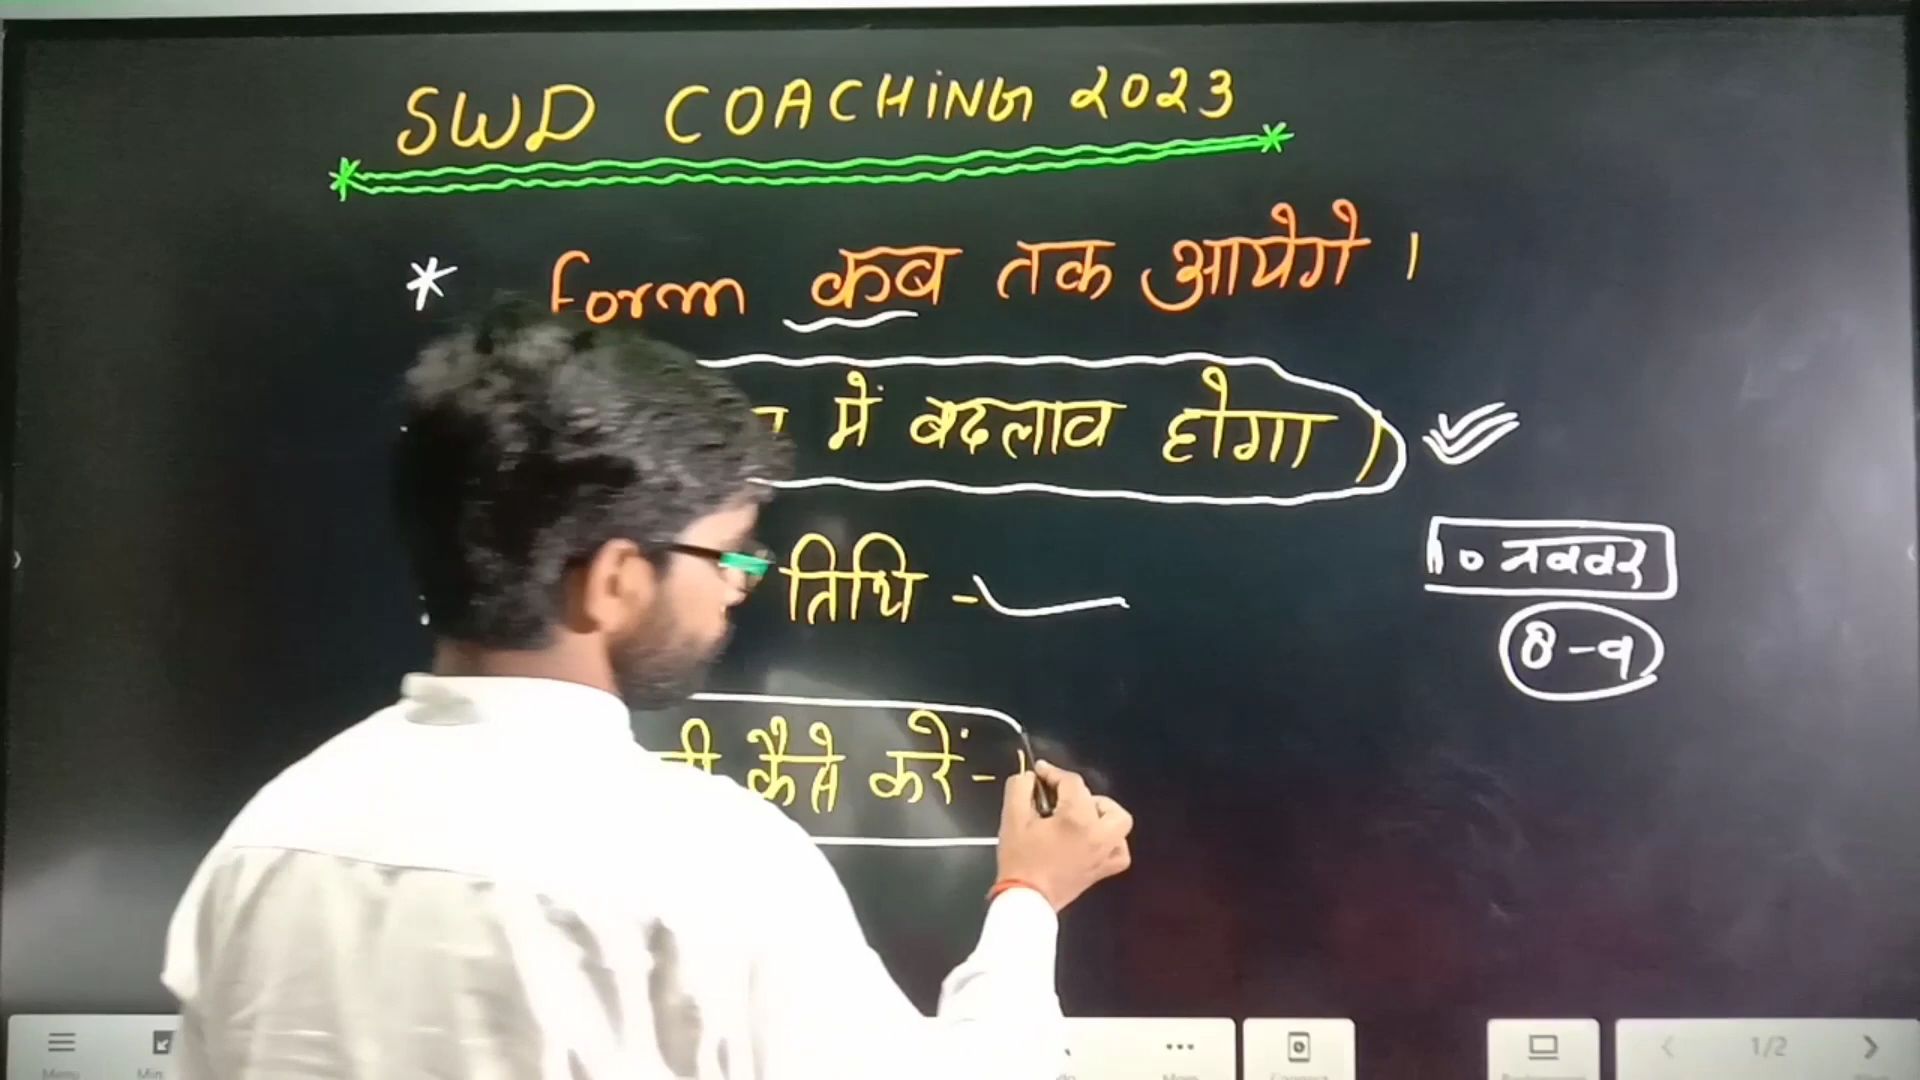 SWD COACHING 2023
* Form कब तक आयेगे ।
में बदलाव होगा ।
तिथि -
10 नवंबर
8-9
कैसे करें-
1/2